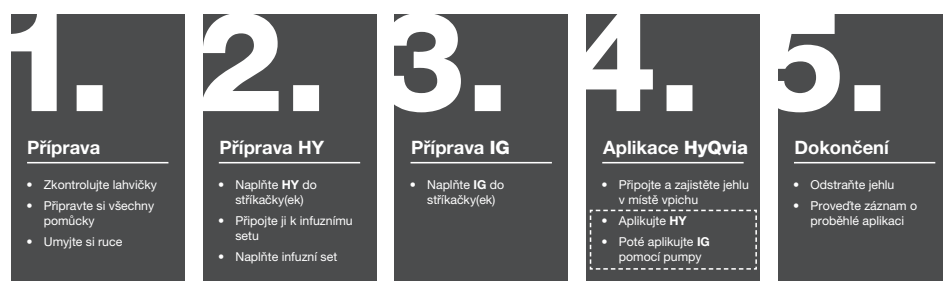 1.
Příprava
• Zkontrolujte lahvičky
• Připravte si všechny
pomůcky
• Umyjte si ruce
2.
Příprava HY
• Naplňte HY do
stříkačky(ek)
• Připojte ji k infuznímu
setu
• Naplňte infuzní set
3.
Příprava IG
• Naplňte IG do
stříkačky(ek)
4.
Aplikace HyQvia
• Připojte a zajistěte jehlu
v místě vpichu
• Aplikujte HY
• Poté aplikujte IG
pomocí pumpy
5.
Dokončení
• Odstraňte jehlu
• Proveďte záznam o
proběhlé aplikaci